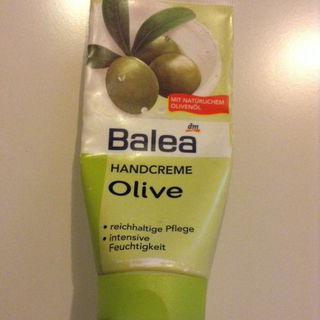 MIT NATÜRLICHEM
OLIVENÖL
dm
Balea
HANDCREME
Olive
• reichhaltige Pflege
• intensive
Feuchtigkeit